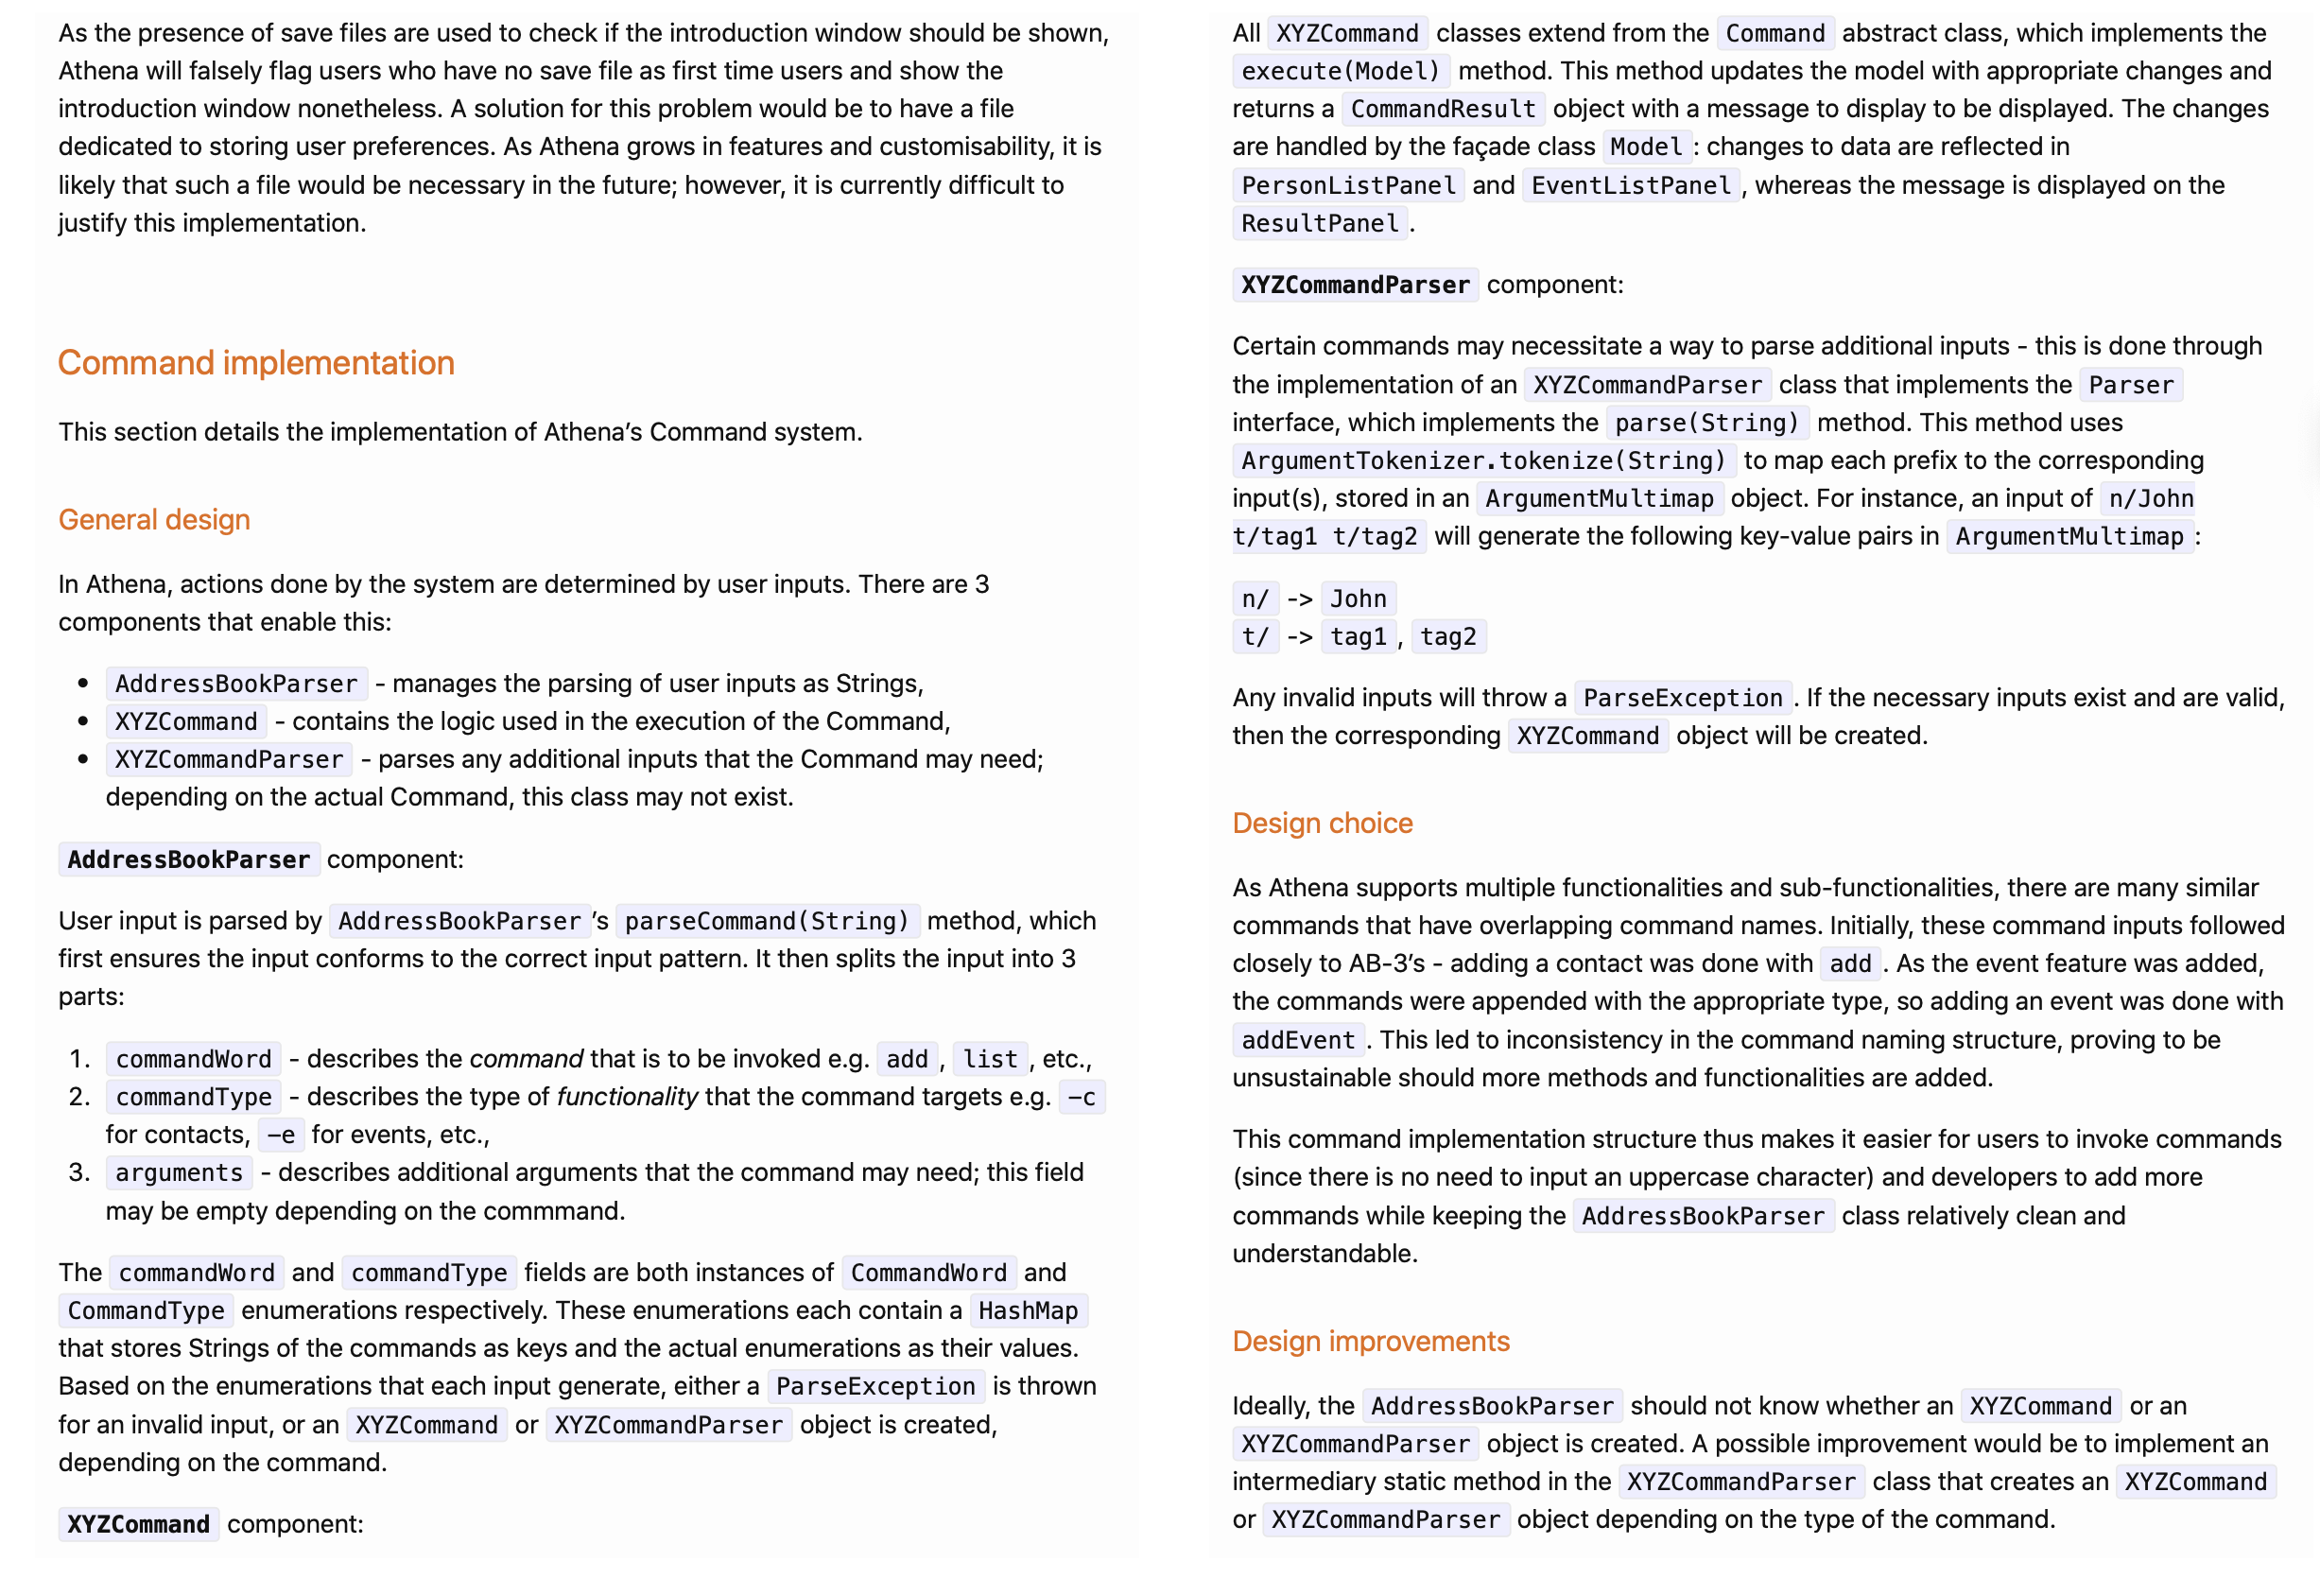 As the presence of save files are used to check if the introduction window should be shown,
Athena will falsely flag users who have no save file as first time users and show the
introduction window nonetheless. A solution for this problem would be to have a file
dedicated to storing user preferences. As Athena grows in features and customisability, it is
likely that such a file would be necessary in the future; however, it is currently difficult to
justify this implementation.
Command implementation
This section details the implementation of Athena’s Command system.
General design
In Athena, actions done by the system are determined by user inputs. There are 3
components that enable this:
• AddressBookParser - manages the parsing of user inputs as Strings,
• XYZCommand - contains the logic used in the execution of the Command,
• XYZCommandParser - parses any additional inputs that the Command may need;
depending on the actual Command, this class may not exist.
AddressBookParser component:
User input is parsed by AddressBookParser’s parseCommand(String) method, which
first ensures the input conforms to the correct input pattern. It then splits the input into 3
parts:
1. commandWord - describes the command that is to be invoked e.g. add, list, etc.,
2. commandType - describes the type of functionality that the command targets e.g. –c
for contacts, –e for events, etc.,
3. arguments - describes additional arguments that the command may need; this field
may be empty depending on the commmand.
The commandWord and commandType fields are both instances of CommandWord and
CommandType enumerations respectively. These enumerations each contain a HashMap
that stores Strings of the commands as keys and the actual enumerations as their values.
Based on the enumerations that each input generate, either a ParseException is thrown
for an invalid input, or an XYZCommand or XYZCommandParser object is created,
depending on the command.
XYZCommand component:
All XYZCommand classes extend from the Command abstract class, which implements the
execute(Model) method. This method updates the model with appropriate changes and
returns a CommandResult object with a message to display to be displayed. The changes
are handled by the façade class Model: changes to data are reflected in
PersonListPanel and EventListPanel, whereas the message is displayed on the
ResultPanel.
XYZCommandParser component:
Certain commands may necessitate a way to parse additional inputs - this is done through
the implementation of an XYZCommandParser class that implements the Parser
interface, which implements the parse(String) method. This method uses
ArgumentTokenizer.tokenize(String) to map each prefix to the corresponding
input(s), stored in an ArgumentMultimap object. For instance, an input of n/John
t/tag1 t/tag2 will generate the following key-value pairs in ArgumentMultimap:
n/ -> John
t/ -> tag1, tag2
Any invalid inputs will throw a ParseException. If the necessary inputs exist and are valid,
then the corresponding XYZCommand object will be created.
Design choice
As Athena supports multiple functionalities and sub-functionalities, there are many similar
commands that have overlapping command names. Initially, these command inputs followed
closely to AB-3’s - adding a contact was done with add. As the event feature was added,
the commands were appended with the appropriate type, so adding an event was done with
addEvent. This led to inconsistency in the command naming structure, proving to be
unsustainable should more methods and functionalities are added.
This command implementation structure thus makes it easier for users to invoke commands
(since there is no need to input an uppercase character) and developers to add more
commands while keeping the AddressBookParser class relatively clean and
understandable.
Design improvements
Ideally, the AddressBookParser should not know whether an XYZCommand or an
XYZCommandParser object is created. A possible improvement would be to implement an
intermediary static method in the XYZCommandParser class that creates an XYZCommand
or XYZCommandParser object depending on the type of the command.